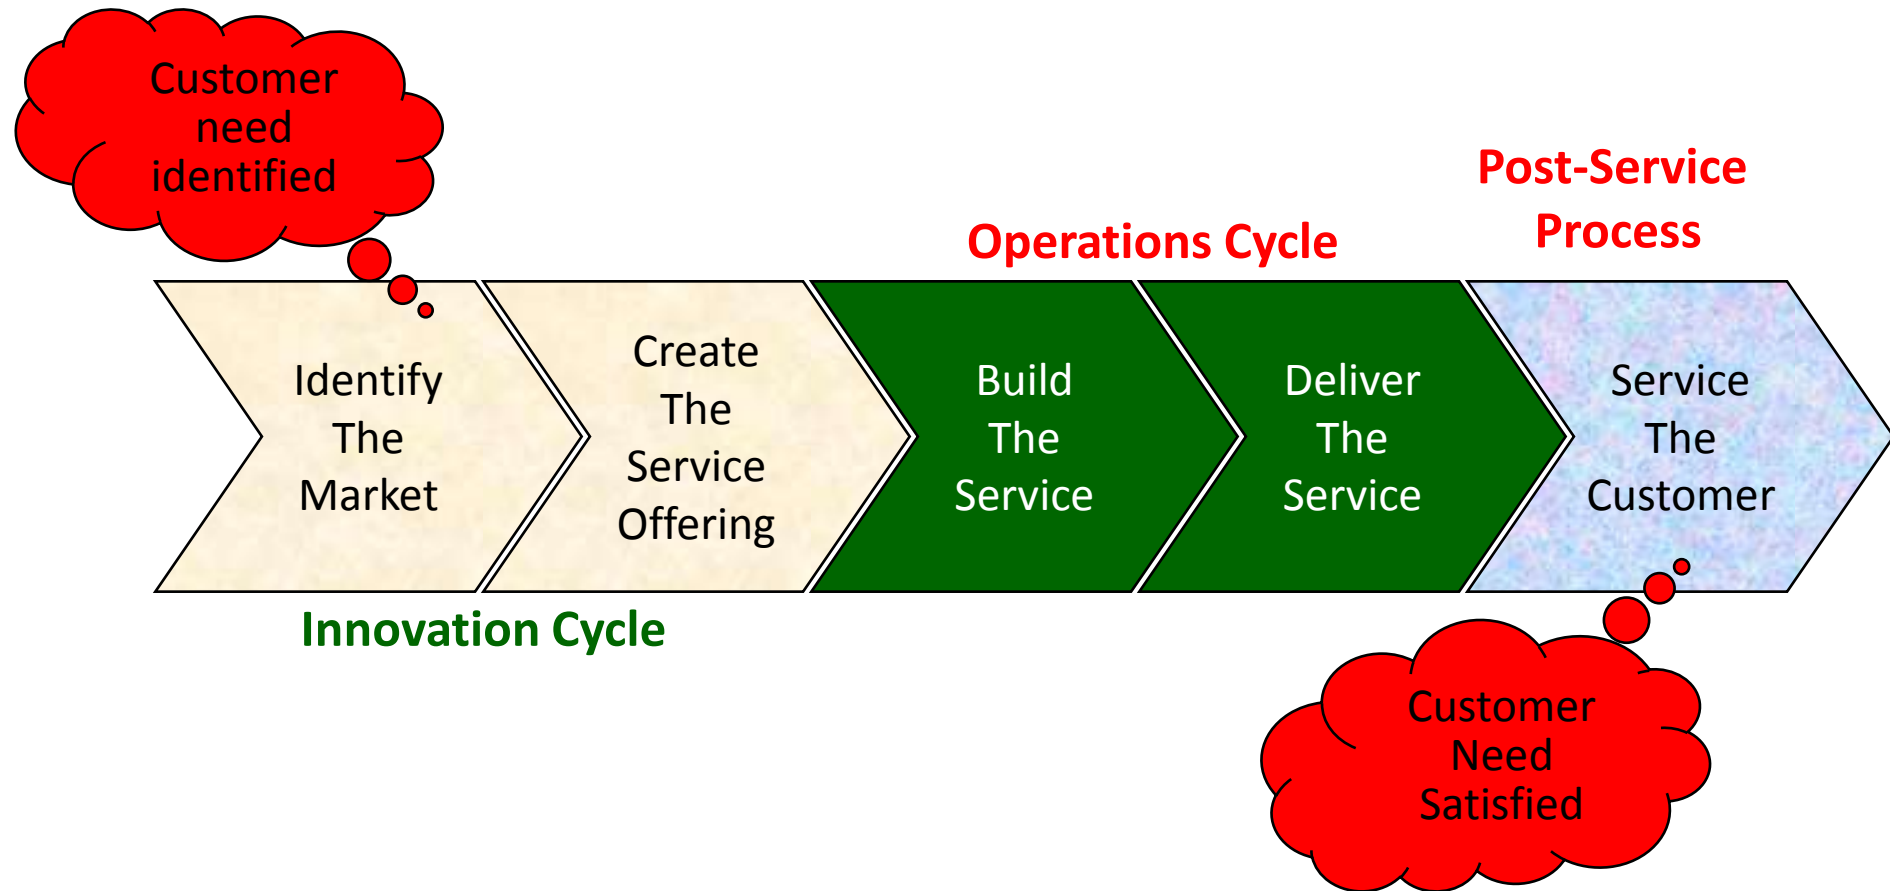 Customer
need
identified
Post-Service
Process
Operations Cycle
Identify
The
Market
Create
The
Service
Offering
Build
The
Service
Deliver
The
Service
Service
The
Customer
Innovation Cycle
Customer
Need
Satisfied